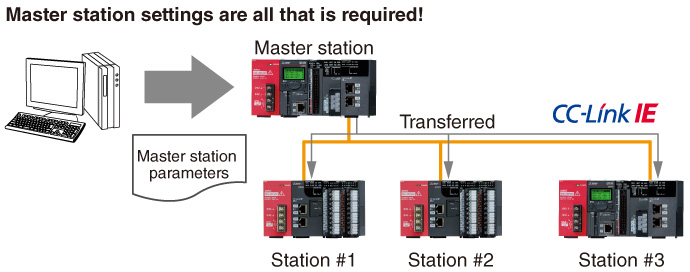 Master station settings are all that is required!
Master station
Master station
parameters
Transferred
CC-Link IE
Station #1
Station #2
Station #3